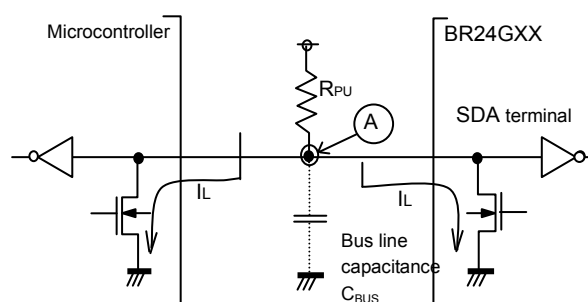 Microcontroller
BR24GXX
RPU
A
SDA terminal
IL
IL
Bus line
capacitance
CBUS